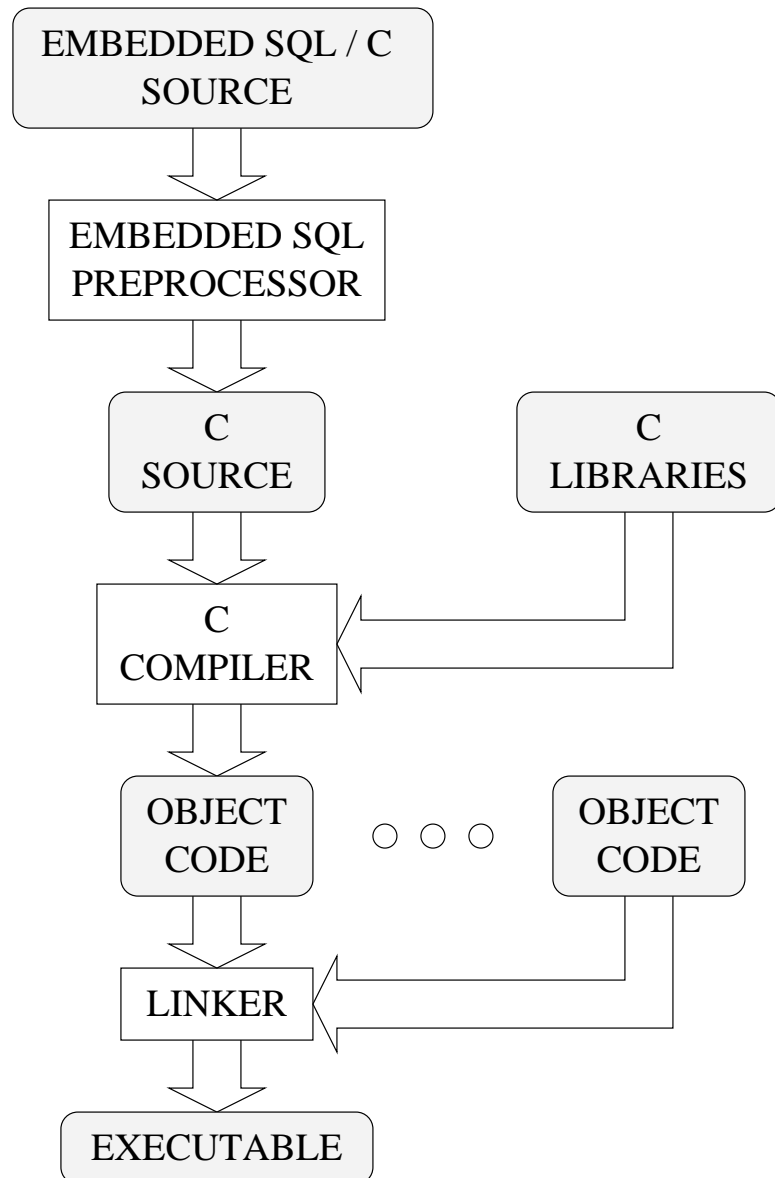 EMBEDDED SQL / C
SOURCE
EMBEDDED SQL
PREPROCESSOR
C
SOURCE
C
LIBRARIES
C
COMPILER
OBJECT
CODE
OBJECT
CODE
LINKER
EXECUTABLE